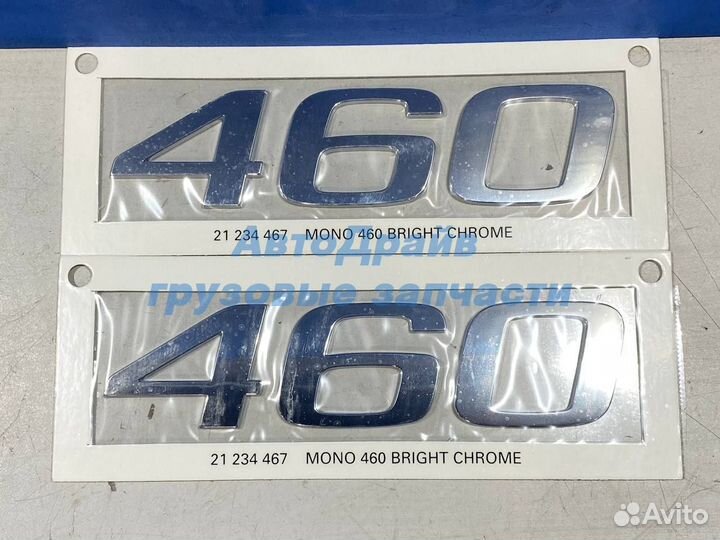 460
21 234 467 MONO 460 BRIGHT CHROME
АвтоДрайв
грузовые запчасти
460
21 234 467 MONO 460 BRIGHT CHROME
Avito